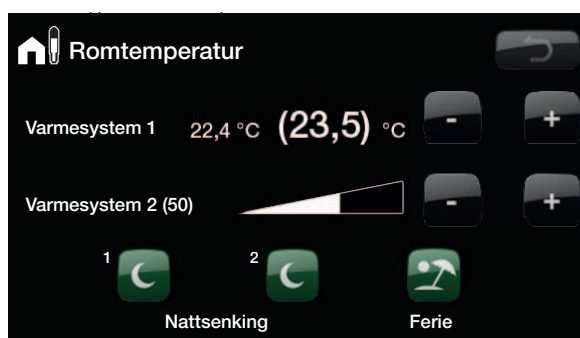 Romtemperatur
Varmesystem 1 22,4 °C (23,5) °C - +
Varmesystem 2 (50) - +
1 2
Nattsenking Ferie